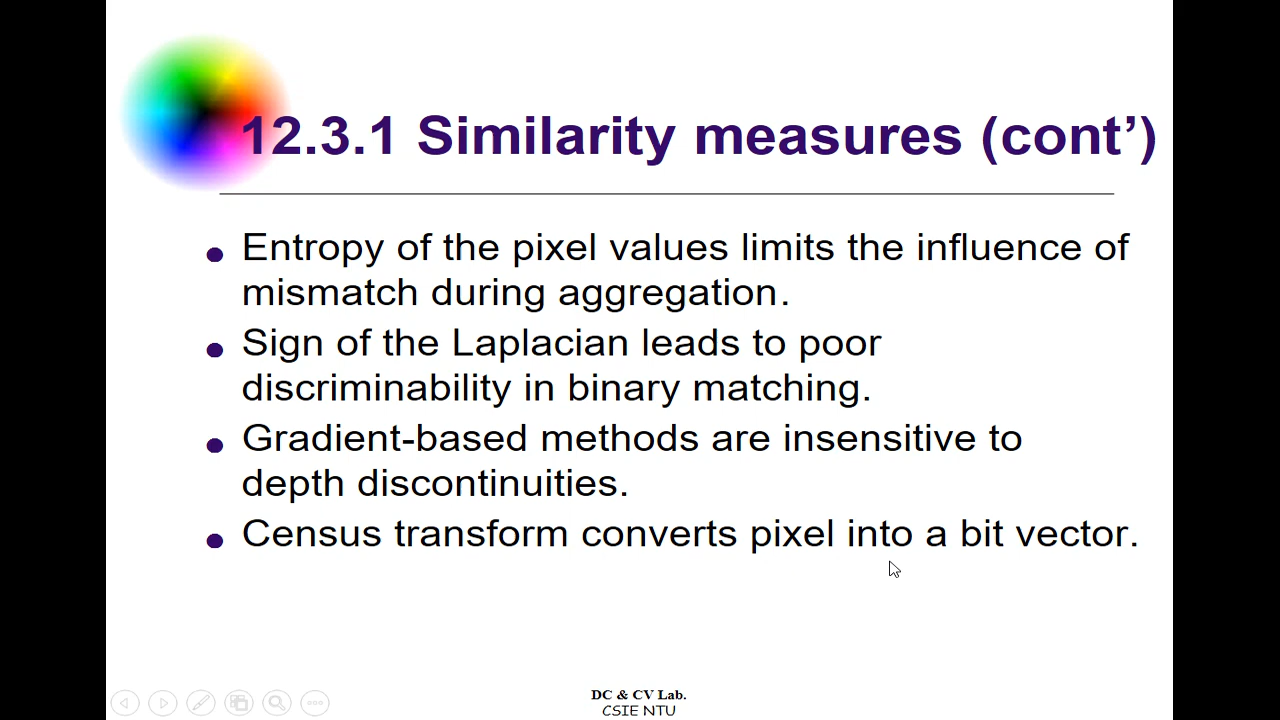 12.3.1 Similarity measures (cont’)
Entropy of the pixel values limits the influence of
mismatch during aggregation.
Sign of the Laplacian leads to poor
discriminability in binary matching.
Gradient-based methods are insensitive to
depth discontinuities.
Census transform converts pixel into a bit vector.
DC & CV Lab.
CSIE NTU